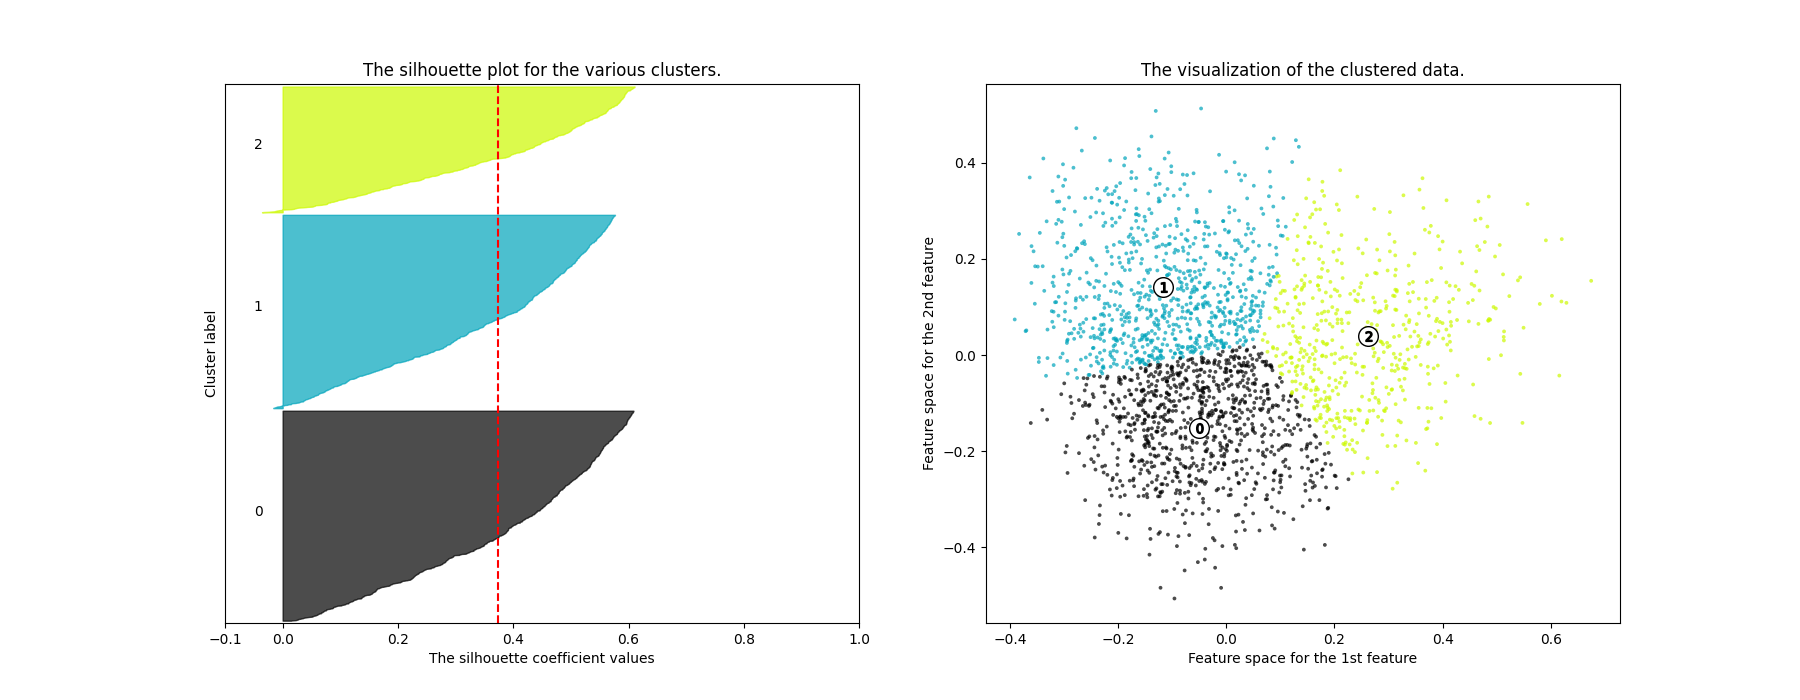 The silhouette plot for the various clusters.
2
1
0
Cluster label
−0.1 0.0 0.2 0.4 0.6 0.8 1.0
The silhouette coefficient values
The visualization of the clustered data.
0.4
0.2
0.0
−0.2
−0.4
Feature space for the 2nd feature
1
2
0
−0.4 −0.2 0.0 0.2 0.4 0.6
Feature space for the 1st feature